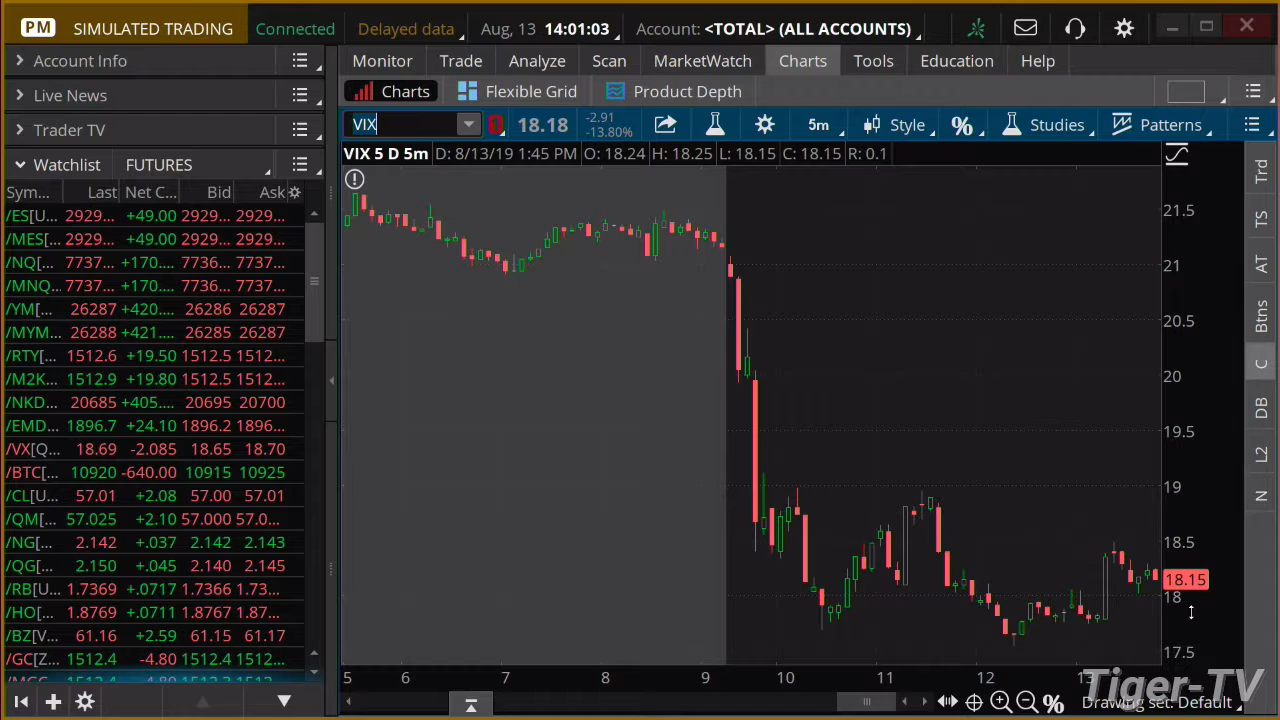 PM SIMULATED TRADING Connected Delayed data Aug, 13 14:01:03 Account: <TOTAL> (ALL ACCOUNTS)
Account Info
Live News
Trader TV
Watchlist FUTURES
Sym... Last Net C... Bid Ask
/ES[U... 2929... +49.00 2929... 2929...
/MES[... 2929... +49.00 2929... 2929...
/NQ[... 7737... +170.... 7736... 7737...
/MNQ... 7737... +170.... 7736... 7737...
/YM[... 26287 +420.... 26286 26287
/MYM... 26288 +421.... 26285 26287
/RTY[... 1512.6 +19.50 1512.5 1512...
/M2K... 1512.9 +19.80 1512.5 1512...
/NKD... 20685 +405.... 20695 20700
/EMD... 1896.7 +24.10 1896.2 1896...
/VX[Q... 18.69 -2.085 18.65 18.70
/BTC[... 10920 -640.00 10915 10925
/CL[U... 57.01 +2.08 57.00 57.01
/QM[... 57.025 +2.10 57.000 57.0...
/NG[... 2.142 +.037 2.142 2.143
/QG[... 2.150 +.045 2.140 2.145
/RB[U... 1.7369 +.0717 1.7366 1.73...
/HO[... 1.8769 +.0711 1.8767 1.87...
/BZ[V... 61.16 +2.59 61.15 61.17
/GC[Z... 1512.4 -4.80 1512.4 1512...
Monitor Trade Analyze Scan MarketWatch Charts Tools Education Help
Charts Flexible Grid Product Depth
VIX 1 18.18 -2.91 -13.80% 5m Style % Studies Patterns
VIX 5 D 5m D: 8/13/19 1:45 PM O: 18.24 H: 18.25 L: 18.15 C: 18.15 R: 0.1
21.5
21
20.5
20
19.5
19
18.5
18.15
18
17.5
5 6 7 8 9 10 11 12 13
Trd
TS
AT
Btns
C
DB
L2
N
% Drawing set: Default
Tiger-TV